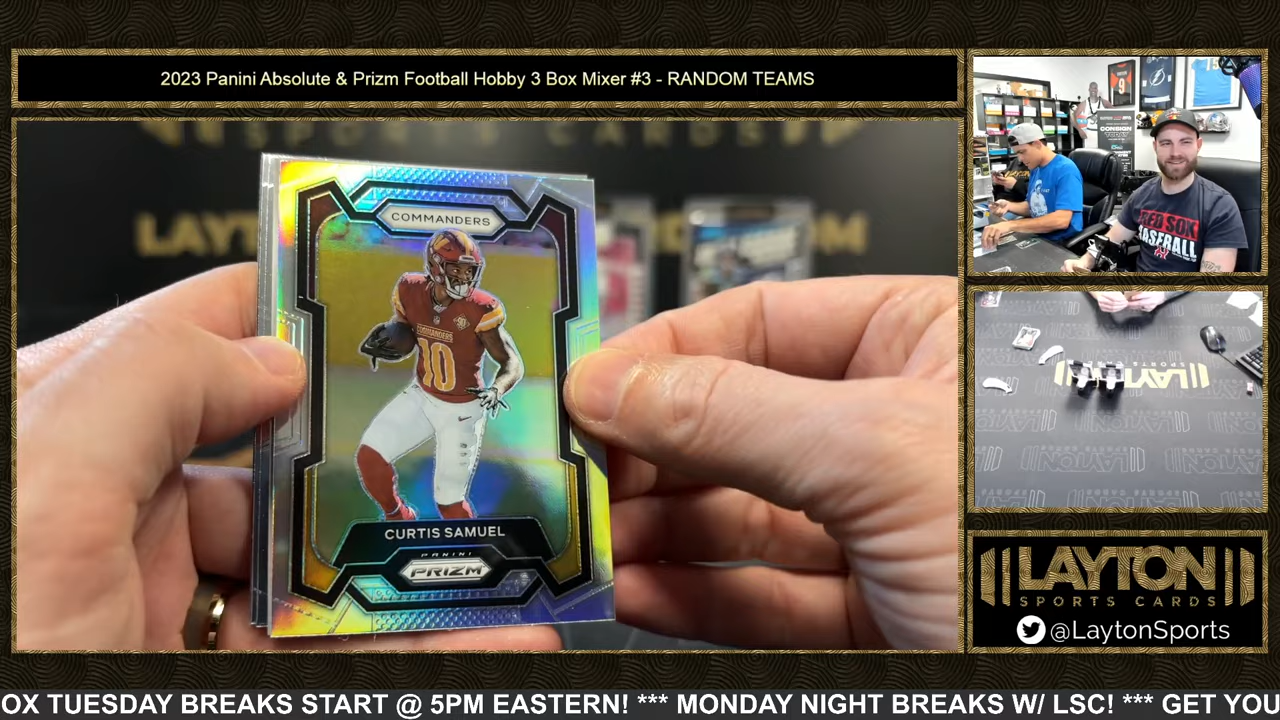 2023 Panini Absolute & Prizm Football Hobby 3 Box Mixer #3 - RANDOM TEAMS
COMMANDERS
COMMANDERS
10
CURTIS SAMUEL
PANINI
PRIZM
CONSIGN
RED SOX
BASEBALL
LAYTON
LAYTON
SPORTS CARDS
@LaytonSports
OX TUESDAY BREAKS START @ 5PM EASTERN! *** MONDAY NIGHT BREAKS W/ LSC! *** GET YOU